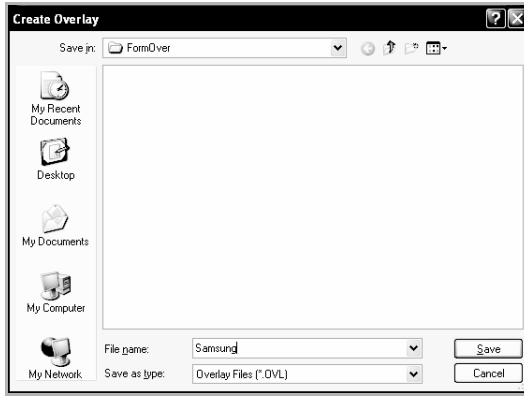 Create Overlay
Save in: FormOver
My Recent
Documents
Desktop
My Documents
My Computer
My Network
File name: Samsung
Save as type: Overlay Files (*.OVL)
Save
Cancel